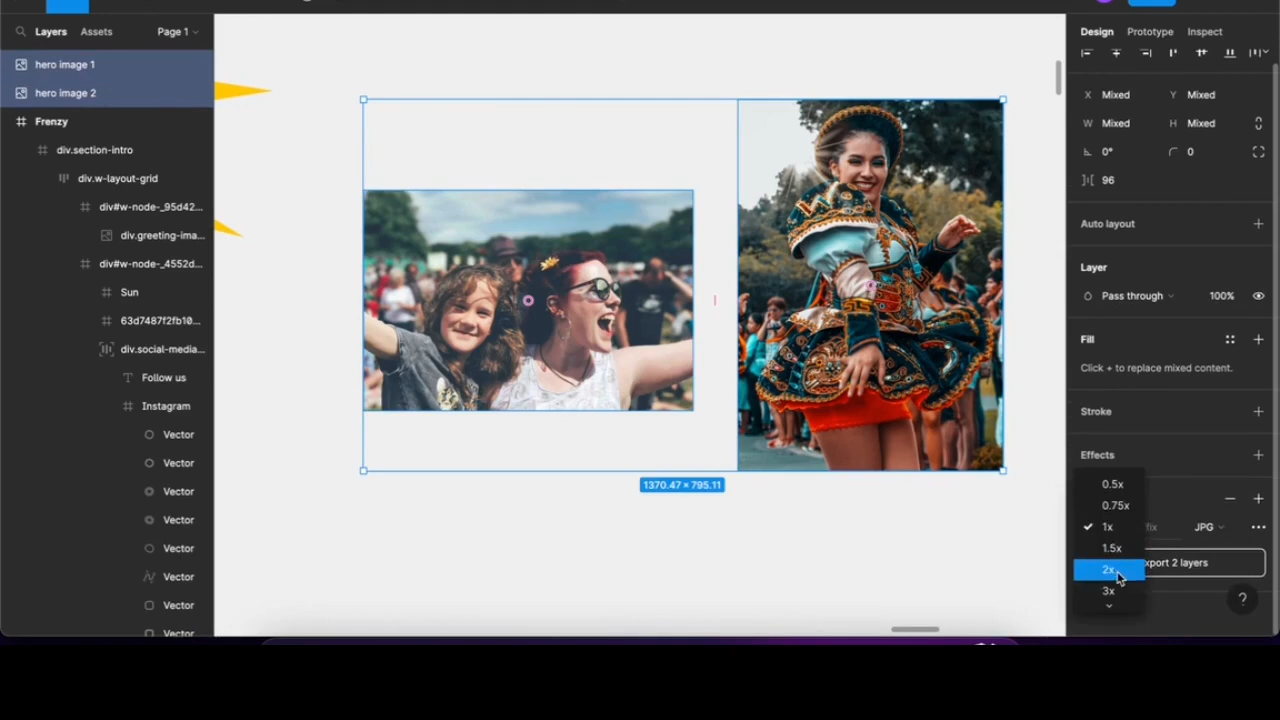 Layers Assets Page 1
hero image 1
hero image 2
Frenzy
div.section-intro
div.w-layout-grid
div#w-node-_95d42...
div.greeting-ima...
div#w-node-_4552d...
Sun
63d7487f2fb10...
div.social-media...
Follow us
Instagram
Vector
Vector
Vector
Vector
Vector
Vector
Vector
Vector
1370.47 × 795.11
Design Prototype Inspect
X Mixed Y Mixed
W Mixed H Mixed
0° 0
96
Auto layout
Layer
Pass through 100%
Fill
Click + to replace mixed content.
Stroke
Effects
0.5x
0.75x
1x fix JPG
1.5x
xport 2 layers
2x
3x
?